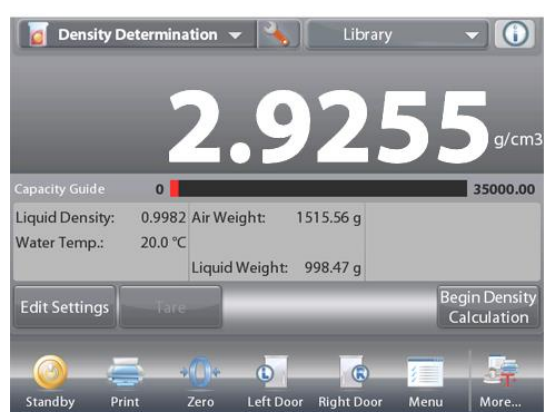 Density Determination Library
2.9255 g/cm3
Capacity Guide 0 35000.00
Liquid Density: 0.9982 Air Weight: 1515.56 g
Water Temp.: 20.0 °C
Liquid Weight: 998.47 g
Edit Settings Tare Begin Density
Calculation
Standby Print Zero Left Door Right Door Menu More...